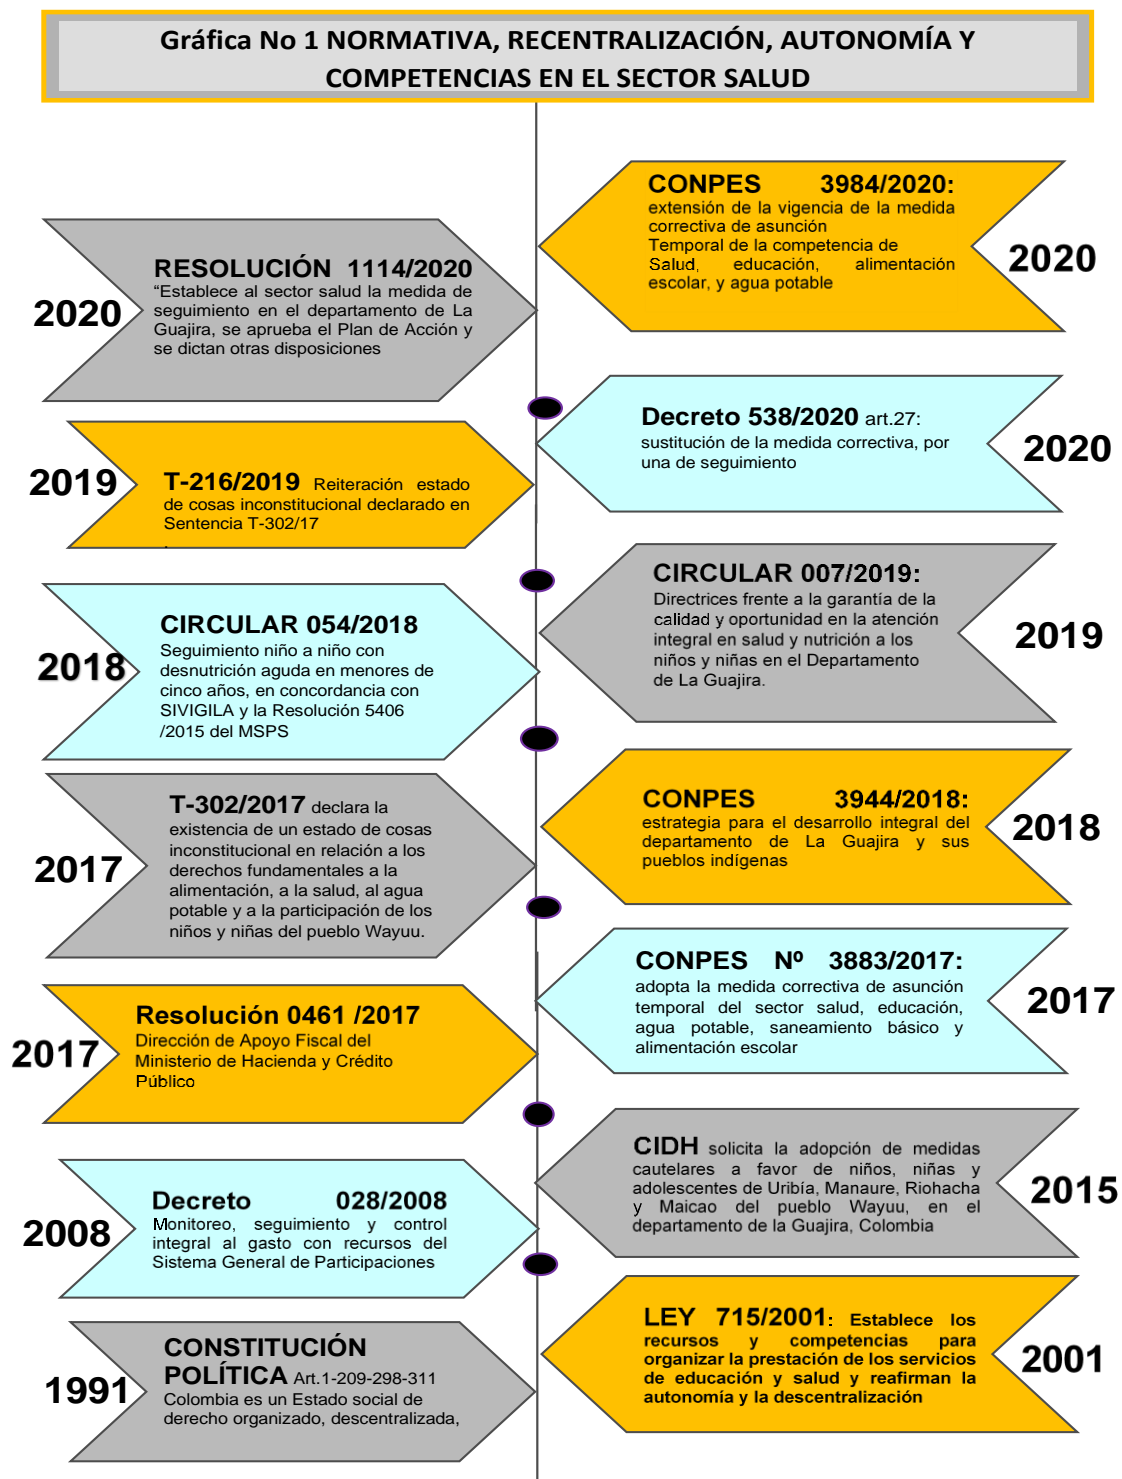 Gráfica No 1 NORMATIVA, RECENTRALIZACIÓN, AUTONOMÍA Y
COMPETENCIAS EN EL SECTOR SALUD
CONPES 3984/2020:
extensión de la vigencia de la medida
correctiva de asunción
Temporal de la competencia de
Salud, educación, alimentación
escolar, y agua potable
2020
RESOLUCIÓN 1114/2020
“Establece al sector salud la medida de
seguimiento en el departamento de La
Guajira, se aprueba el Plan de Acción y
se dictan otras disposiciones
2020
Decreto 538/2020 art.27:
sustitución de la medida correctiva, por
una de seguimiento
2020
2019
T-216/2019 Reiteración estado
de cosas inconstitucional declarado en
Sentencia T-302/17
.
CIRCULAR 007/2019:
Directrices frente a la garantía de la
calidad y oportunidad en la atención
integral en salud y nutrición a los
niños y niñas en el Departamento
de La Guajira.
2019
CIRCULAR 054/2018
Seguimiento niño a niño con
desnutrición aguda en menores de
cinco años, en concordancia con
SIVIGILA y la Resolución 5406
/2015 del MSPS
2018
CONPES 3944/2018:
estrategia para el desarrollo integral del
departamento de La Guajira y sus
pueblos indígenas
2018
T-302/2017 declara la
existencia de un estado de cosas
inconstitucional en relación a los
derechos fundamentales a la
alimentación, a la salud, al agua
potable y a la participación de los
niños y niñas del pueblo Wayuu.
2017
CONPES Nº 3883/2017:
adopta la medida correctiva de asunción
temporal del sector salud, educación,
agua potable, saneamiento básico y
alimentación escolar
2017
Resolución 0461 /2017
Dirección de Apoyo Fiscal del
Ministerio de Hacienda y Crédito
Público
2017
CIDH solicita la adopción de medidas
cautelares a favor de niños, niñas y
adolescentes de Uribía, Manaure, Riohacha
y Maicao del pueblo Wayuu, en el
departamento de la Guajira, Colombia
2015
Decreto 028/2008
Monitoreo, seguimiento y control
integral al gasto con recursos del
Sistema General de Participaciones
2008
LEY 715/2001: Establece los
recursos y competencias para
organizar la prestación de los servicios
de educación y salud y reafirman la
autonomía y la descentralización
2001
CONSTITUCIÓN
POLÍTICA Art.1-209-298-311
Colombia es un Estado social de
derecho organizado, descentralizada,
1991